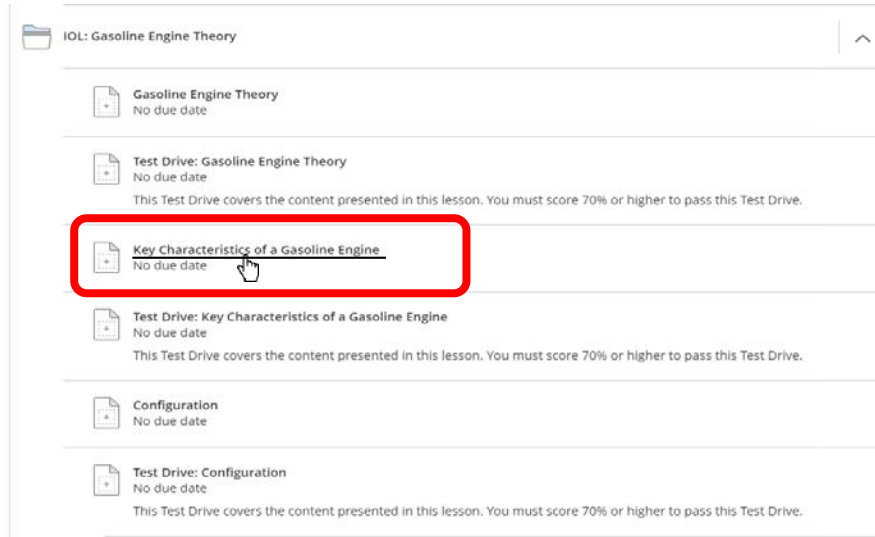 IOL: Gasoline Engine Theory
Gasoline Engine Theory
No due date
Test Drive: Gasoline Engine Theory
No due date
This Test Drive covers the content presented in this lesson. You must score 70% or higher to pass this Test Drive.
Key Characteristics of a Gasoline Engine
No due date
Test Drive: Key Characteristics of a Gasoline Engine
No due date
This Test Drive covers the content presented in this lesson. You must score 70% or higher to pass this Test Drive.
Configuration
No due date
Test Drive: Configuration
No due date
This Test Drive covers the content presented in this lesson. You must score 70% or higher to pass this Test Drive.